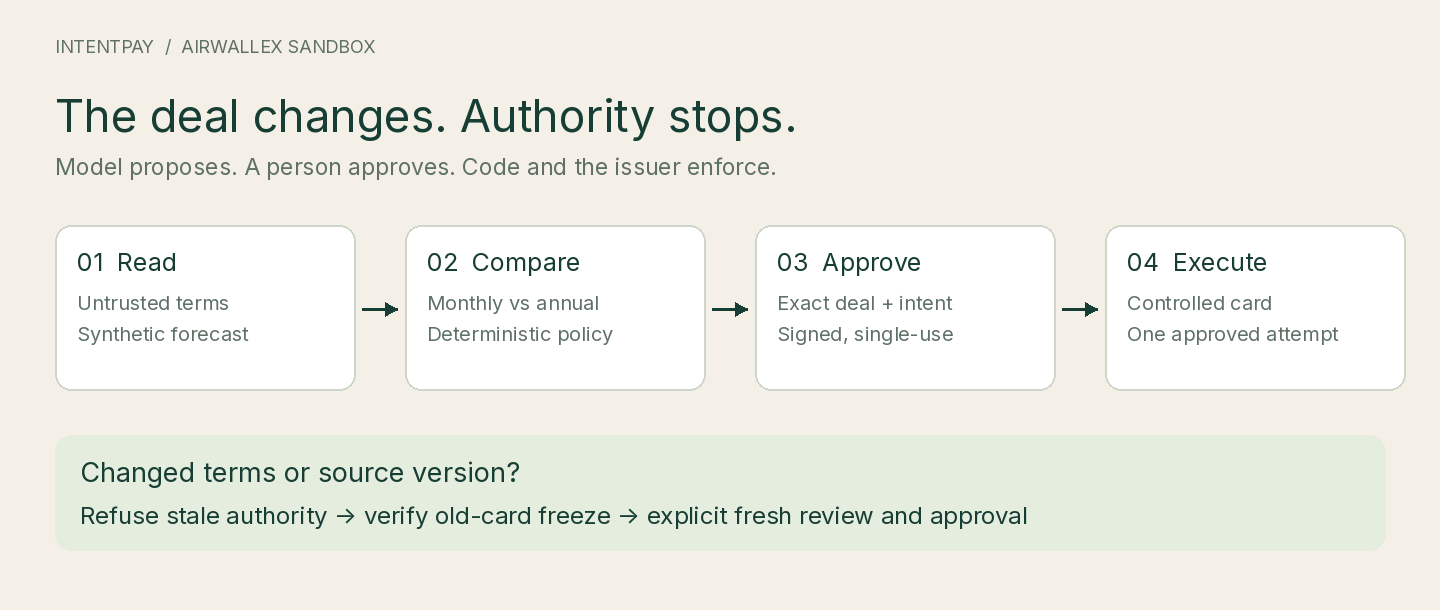 INTENTPAY / AIRWALLEX SANDBOX
The deal changes. Authority stops.
Model proposes. A person approves. Code and the issuer enforce.
01 Read
Untrusted terms
Synthetic forecast
02 Compare
Monthly vs annual
Deterministic policy
03 Approve
Exact deal + intent
Signed, single-use
04 Execute
Controlled card
One approved attempt
Changed terms or source version?
Refuse stale authority → verify old-card freeze → explicit fresh review and approval